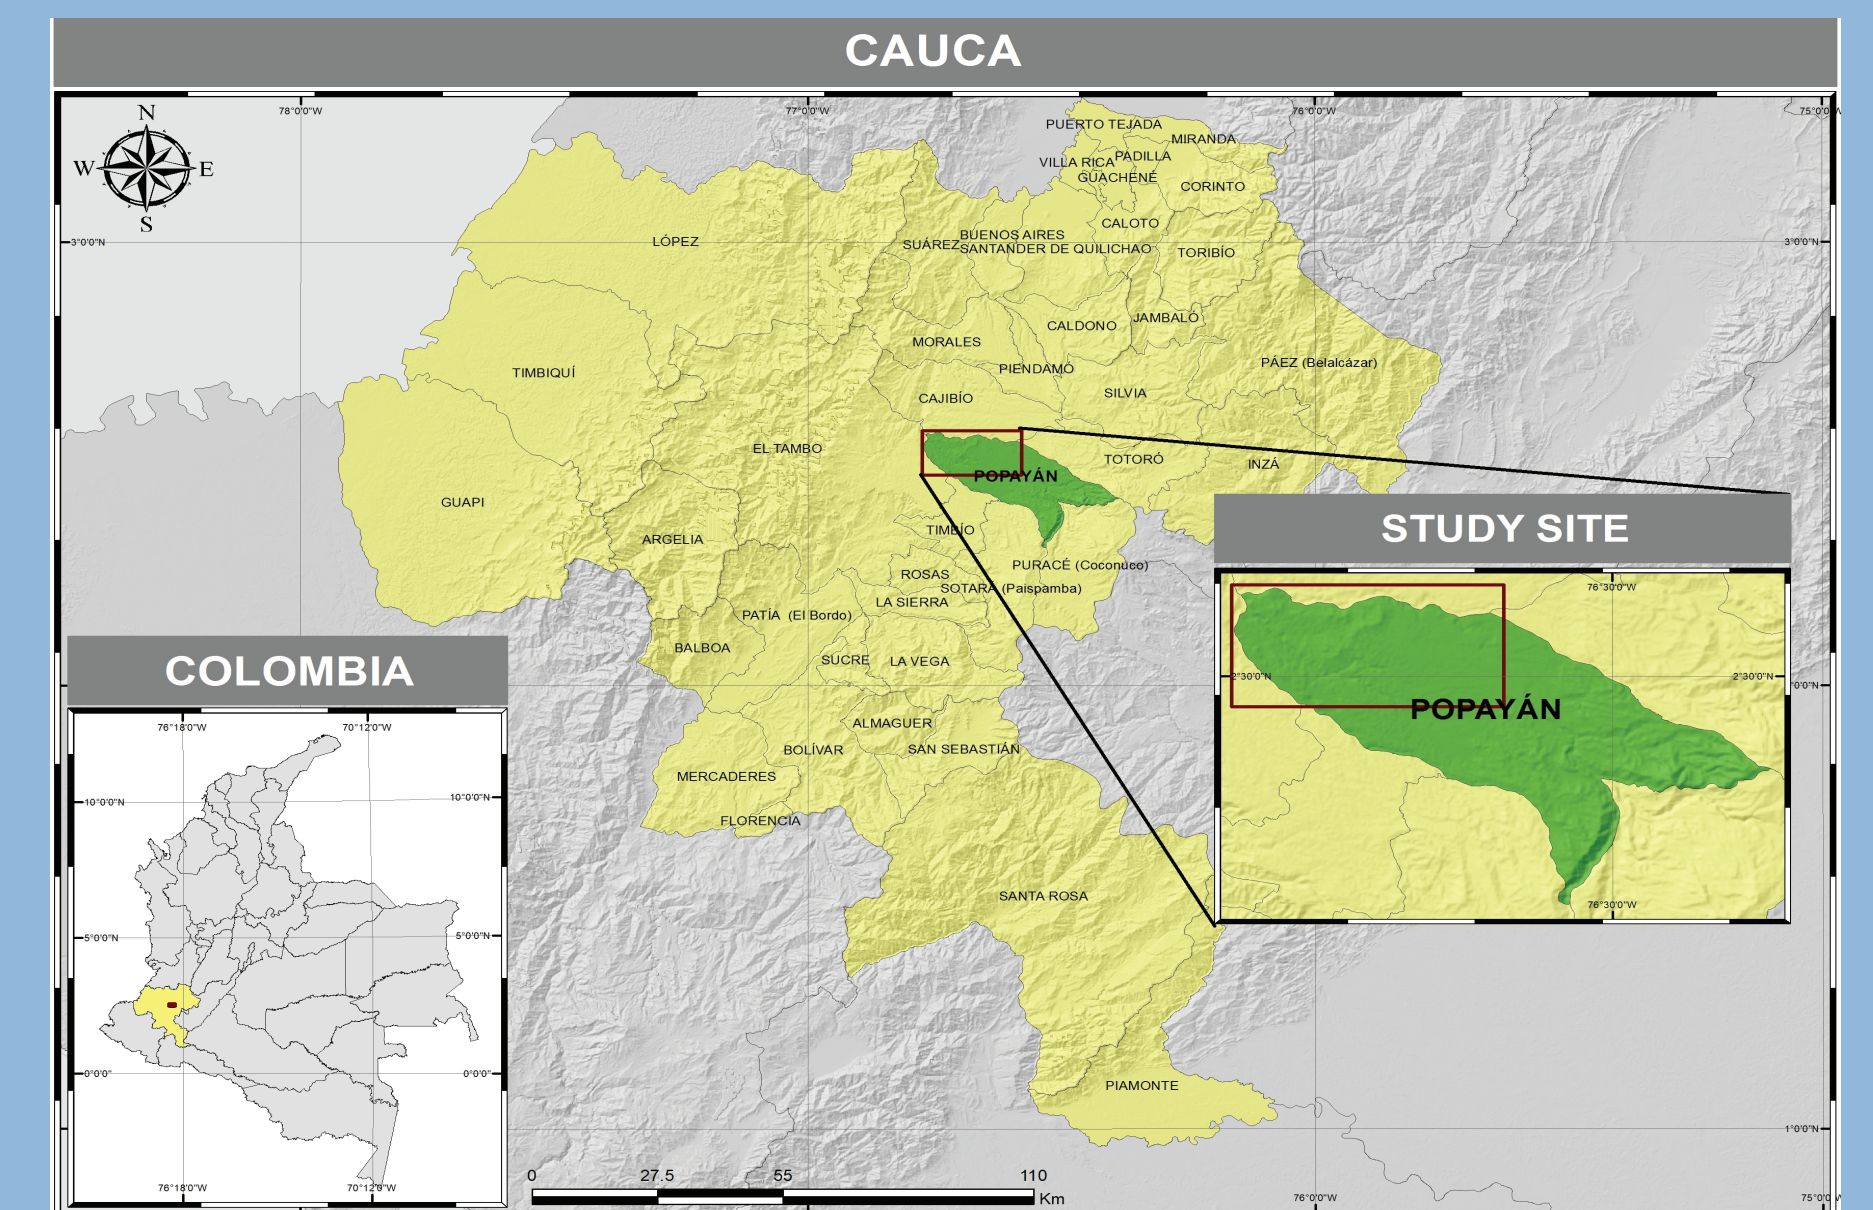 CAUCA
78°0'0"W
77°0'0"W
76°0'0"W
75°0'0"W
N
W
E
S
PUERTO TEJADA
MIRANDA
VILLA RICA
PADILLA
GUACHENÉ
CORINTO
CALOTO
LÓPEZ
SUÁREZ
BUENOS AIRES
SANTANDER DE QUILICHAO
TORIBÍO
3°0'0"N
3°0'0"N
CALDONO
JAMBALÓ
MORALES
PIENDAMÓ
PÁEZ (Belalcázar)
TIMBIQUÍ
SILVIA
CAJIBÍO
EL TAMBO
TOTORÓ
INZÁ
POPAYÁN
GUAPI
TIMBÍO
ARGELIA
PURACÉ (Coconuco)
ROSAS
SOTARÁ (Paispamba)
LA SIERRA
PATÍA (El Bordo)
BALBOA
SUCRE
LA VEGA
ALMAGUER
BOLÍVAR
SAN SEBASTIÁN
MERCADERES
FLORENCIA
SANTA ROSA
PIAMONTE
STUDY SITE
76°30'0"W
2°30'0"N
2°30'0"N
POPAYÁN
76°30'0"W
°0'0"N
1°0'0"N
COLOMBIA
76°18'0"W
70°12'0"W
10°0'0"N
10°0'0"N
5°0'0"N
5°0'0"N
0°0'0"
0°0'0"
76°18'0"W
70°12'0"W
0
27.5
55
110
Km
76°0'0"W
75°0'0"W